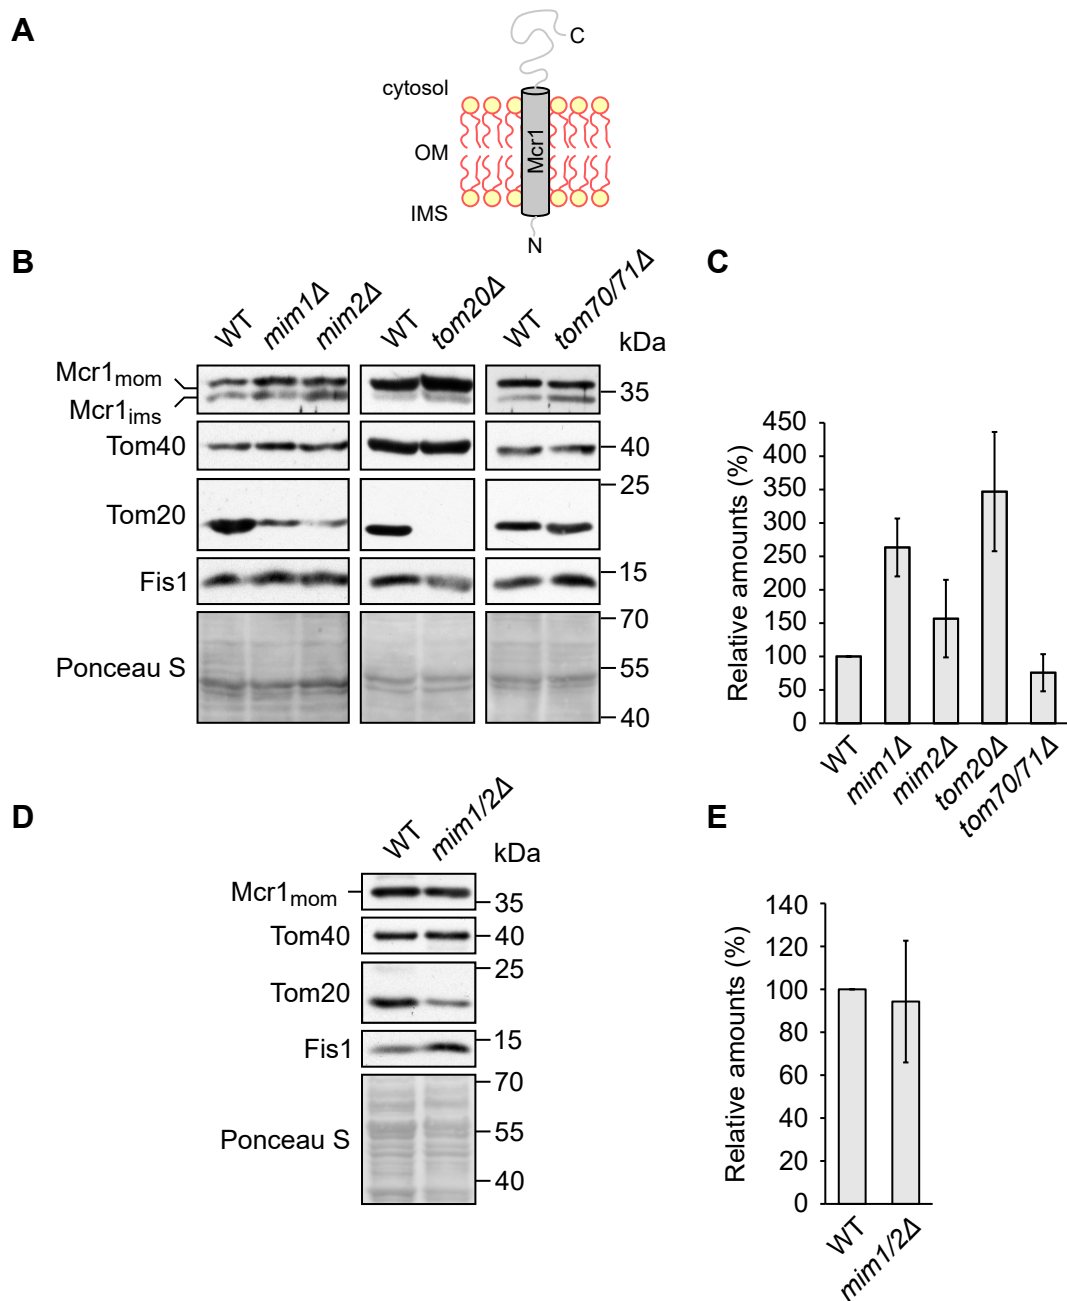 A
C
cytosol
Mcr1
OM
IMS
N
B
WT
mim1Δ
mim2Δ
WT
tom20Δ
WT
tom70/71Δ
kDa
Mcr1mom
Mcr1ims
35
Tom40
40
25
Tom20
Fis1
15
Ponceau S
70
55
40
C
Relative amounts (%)
450
400
350
300
250
200
150
100
50
0
WT
mim1Δ
mim2Δ
tom20Δ
tom70/71Δ
D
WT
mim1/2Δ
kDa
Mcr1mom
35
Tom40
40
25
Tom20
Fis1
15
70
Ponceau S
55
40
E
Relative amounts (%)
140
120
100
80
60
40
20
0
WT
mim1/2Δ